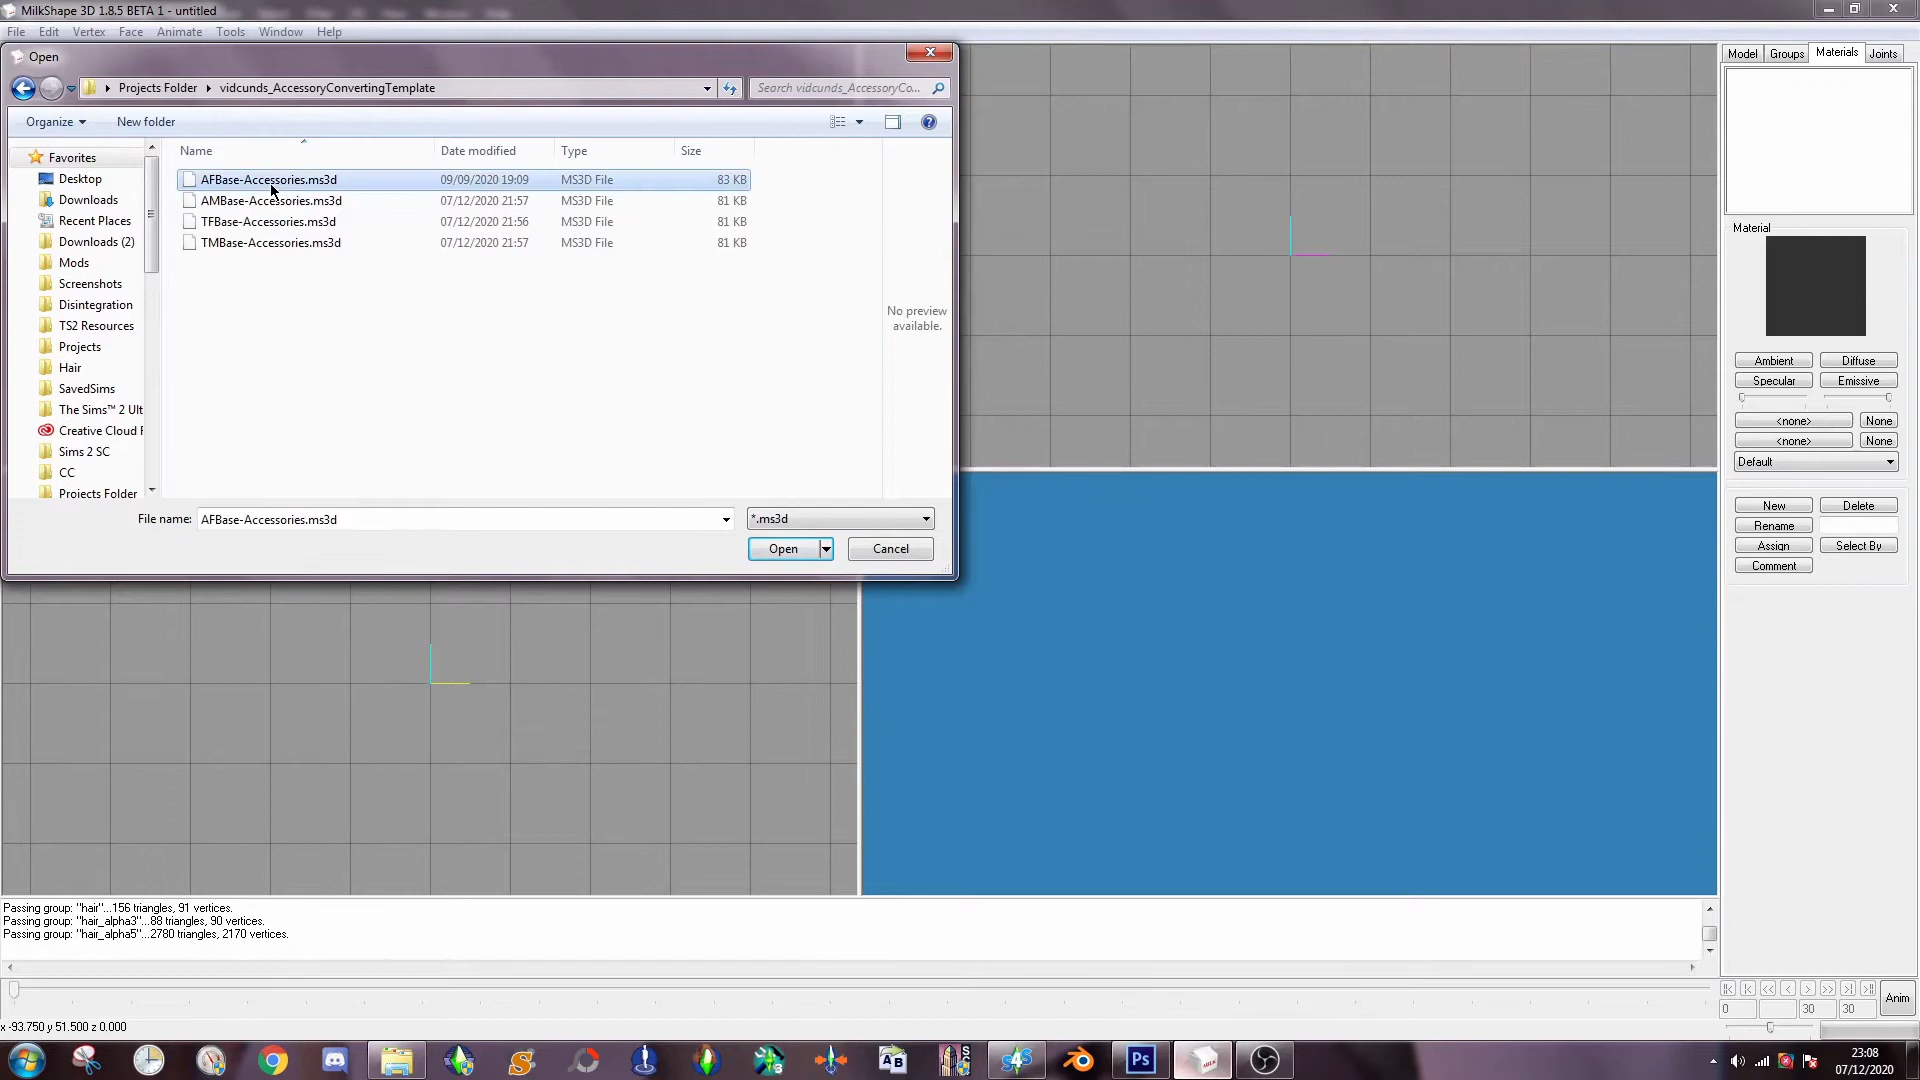 MilkShape 3D 1.8.5 BETA 1 - untitled
File Edit Vertex Face Animate Tools Window Help
Open
Projects Folder vidcunds_AccessoryConvertingTemplate
Search vidcunds_AccessoryCo...
Organize New folder
Name Date modified Type Size
AFBase-Accessories.ms3d 09/09/2020 19:09 MS3D File 83 KB
AMBase-Accessories.ms3d 07/12/2020 21:57 MS3D File 81 KB
TFBase-Accessories.ms3d 07/12/2020 21:56 MS3D File 81 KB
TMBase-Accessories.ms3d 07/12/2020 21:57 MS3D File 81 KB
Favorites
Desktop
Downloads
Recent Places
Downloads (2)
Mods
Screenshots
Disintegration
TS2 Resources
Projects
Hair
SavedSims
The Sims™ 2 Ult
Creative Cloud F
Sims 2 SC
CC
Projects Folder
No preview
available.
File name: AFBase-Accessories.ms3d
*.ms3d
Open Cancel
Model Groups Materials Joints
Material
Ambient Diffuse
Specular Emissive
<none> None
<none> None
Default
New Delete
Rename
Assign Select By
Comment
Passing group: "hair"...156 triangles, 91 vertices.
Passing group: "hair_alpha3"...88 triangles, 90 vertices.
Passing group: "hair_alpha5"...2780 triangles, 2170 vertices.
Anim
0 30 30
x -93.750 y 51.500 z 0.000
Ps
23:08
07/12/2020